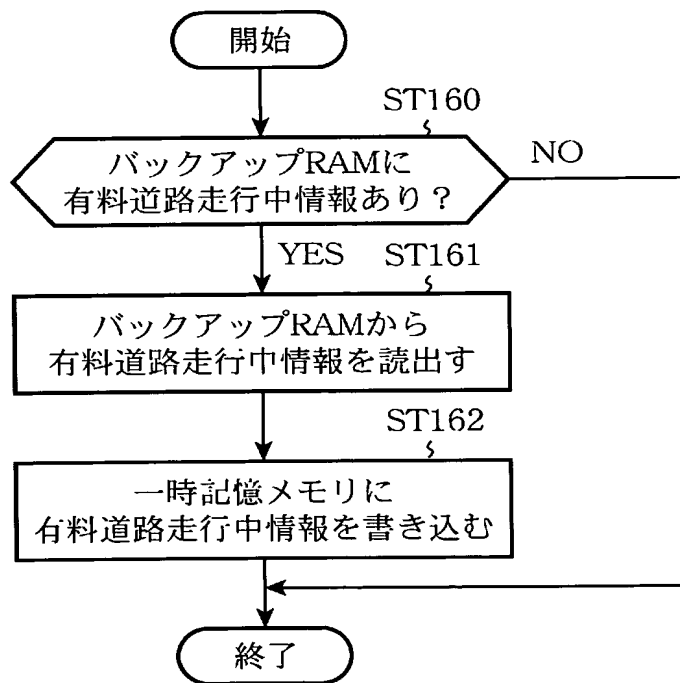 開始
ST160
バックアップRAMに
有料道路走行中情報あり？
NO
YES
ST161
バックアップRAMから
有料道路走行中情報を読出す
ST162
一時記憶メモリに
有料道路走行中情報を書き込む
終了